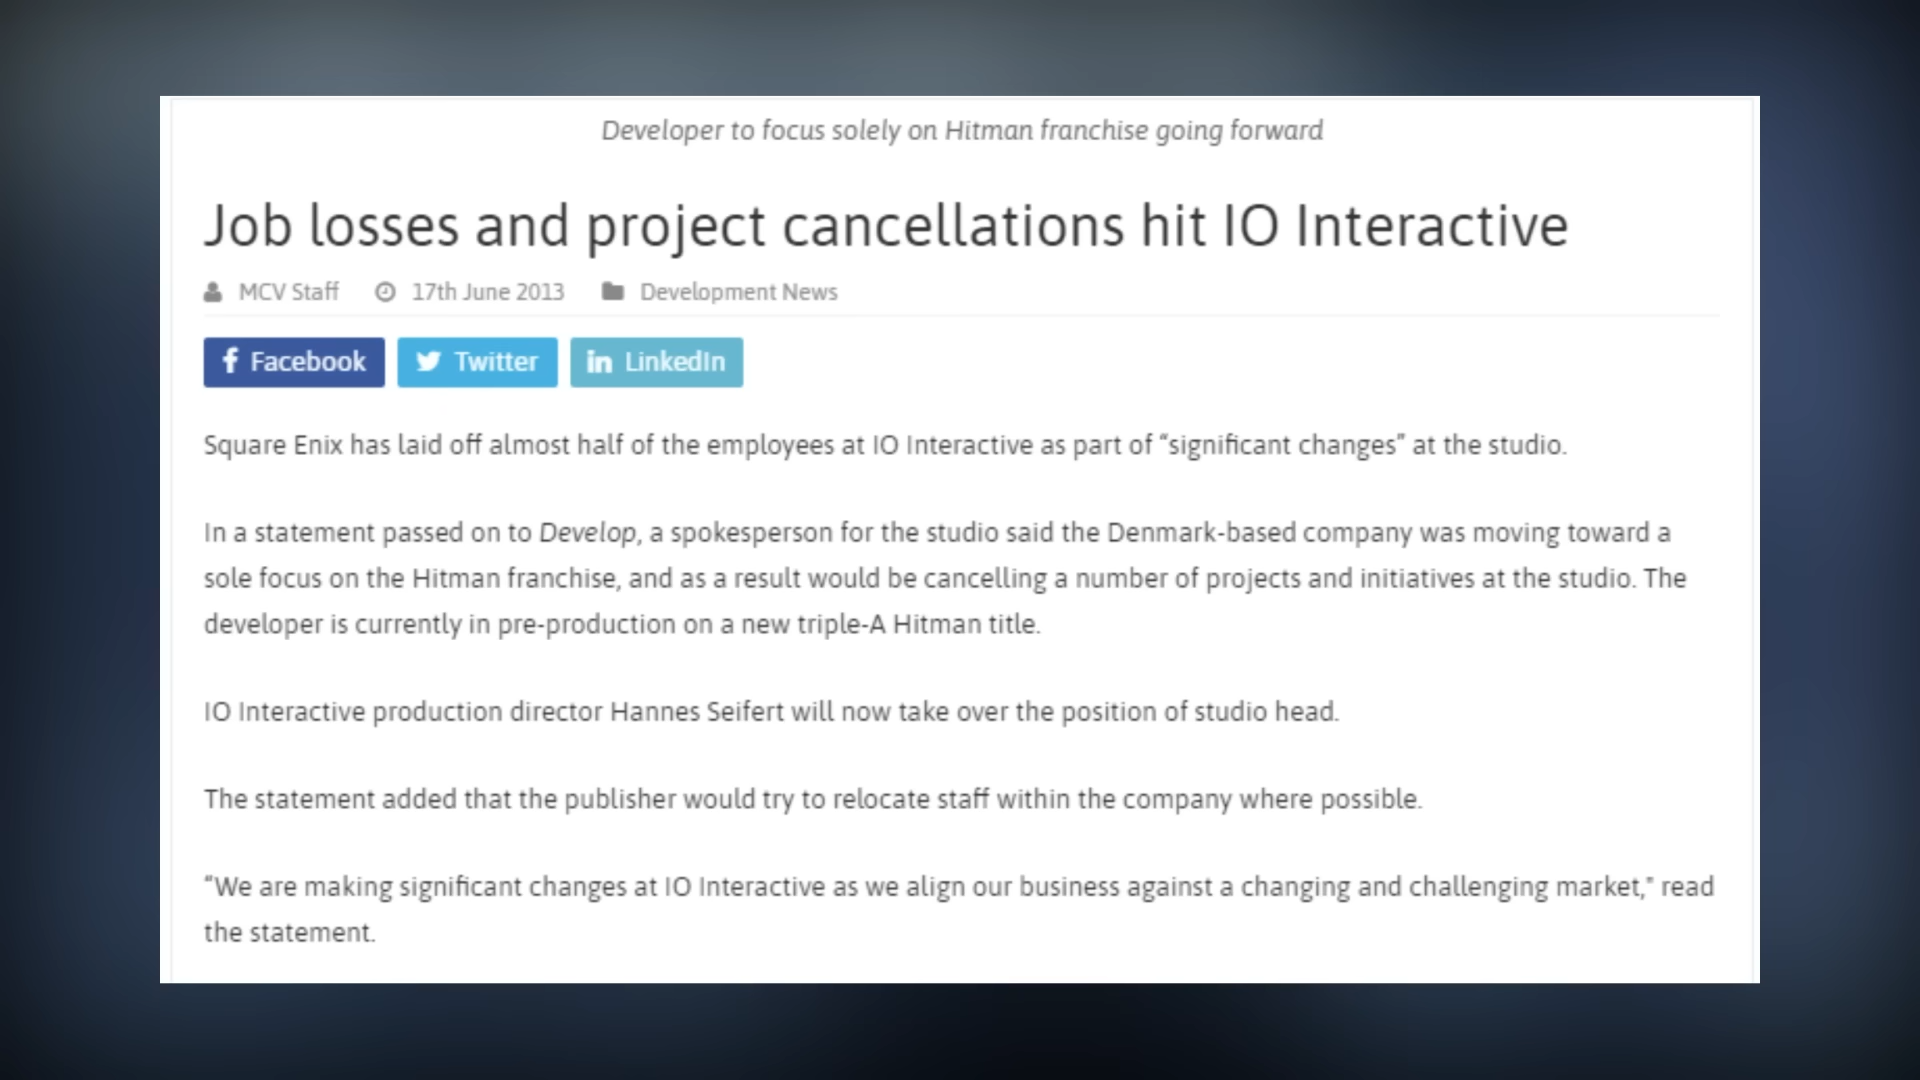 Developer to focus solely on Hitman franchise going forward
Job losses and project cancellations hit IO Interactive
MCV Staff 17th June 2013 Development News
Facebook Twitter LinkedIn
Square Enix has laid off almost half of the employees at IO Interactive as part of “significant changes” at the studio.
In a statement passed on to Develop, a spokesperson for the studio said the Denmark-based company was moving toward a
sole focus on the Hitman franchise, and as a result would be cancelling a number of projects and initiatives at the studio. The
developer is currently in pre-production on a new triple-A Hitman title.
IO Interactive production director Hannes Seifert will now take over the position of studio head.
The statement added that the publisher would try to relocate staff within the company where possible.
“We are making significant changes at IO Interactive as we align our business against a changing and challenging market," read
the statement.